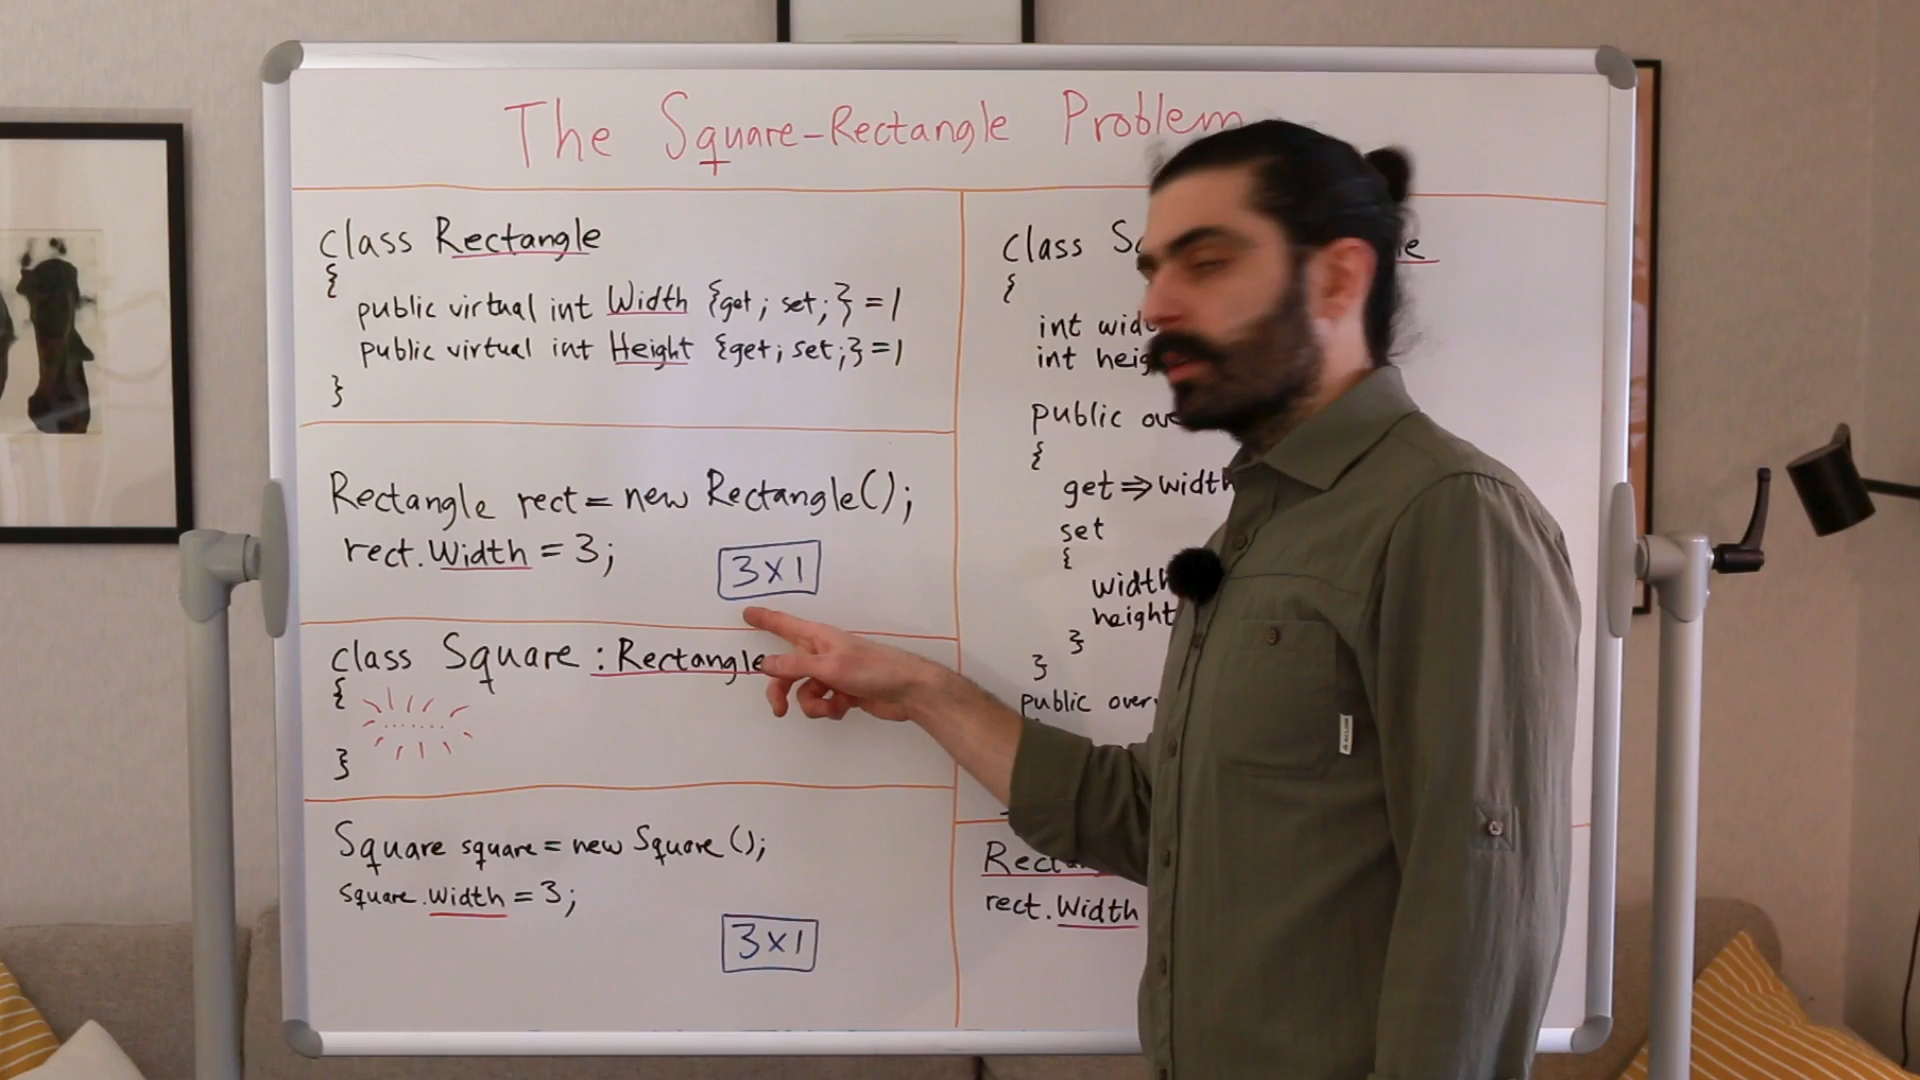 The Square-Rectangle Problem
class Rectangle
{
public virtual int Width {get; set;} = 1
public virtual int Height {get; set;} = 1
}
Rectangle rect = new Rectangle();
rect.Width = 3;
3x1
class Square : Rectangle
{
}
Square square = new Square();
square.Width = 3;
3x1
class
{
int
int
public
{
get => width
set
{
width
height
}
}
public
rect.Width